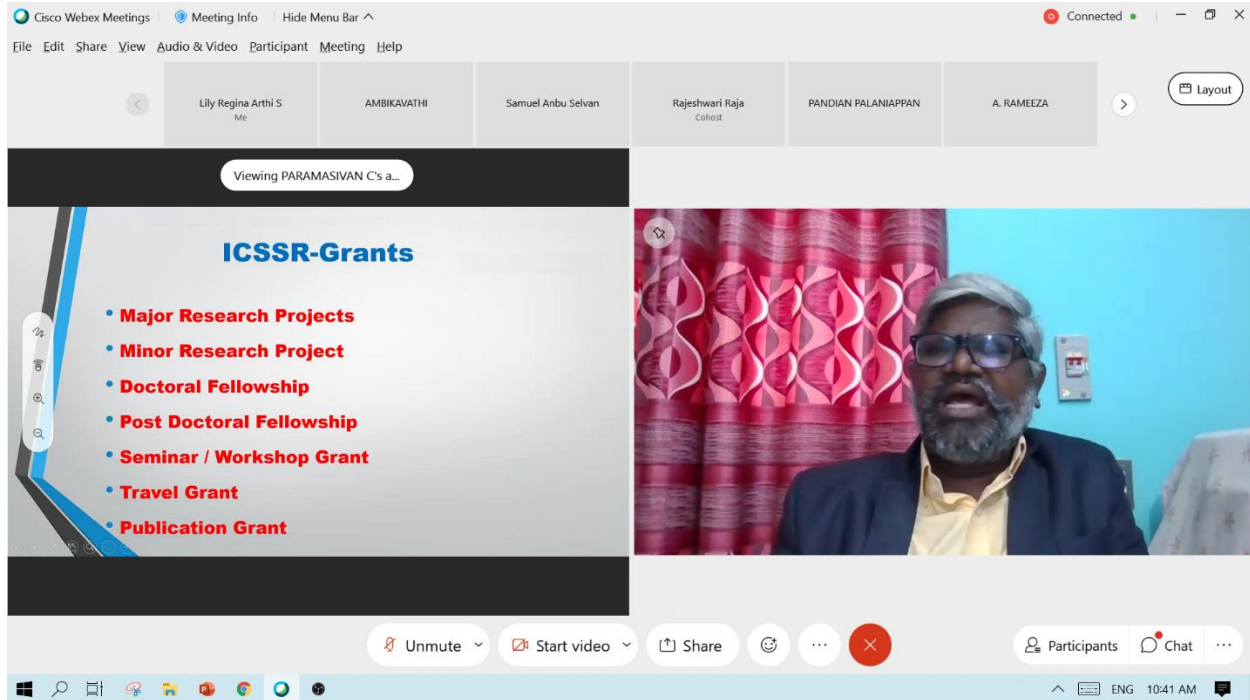 Cisco Webex Meetings
Meeting Info
Hide Menu Bar
Connected
File Edit Share View Audio & Video Participant Meeting Help
Lily Regina Arthi S
Me
AMBIKAVATHI
Samuel Anbu Selvan
Rajeshwari Raja
Cohost
PANDIAN PALANIAPPAN
A. RAMEEZA
Layout
Viewing PARAMASIVAN C's a...
ICSSR-Grants
• Major Research Projects
• Minor Research Project
• Doctoral Fellowship
• Post Doctoral Fellowship
• Seminar / Workshop Grant
• Travel Grant
• Publication Grant
Unmute
Start video
Share
Participants
Chat
ENG 10:41 AM